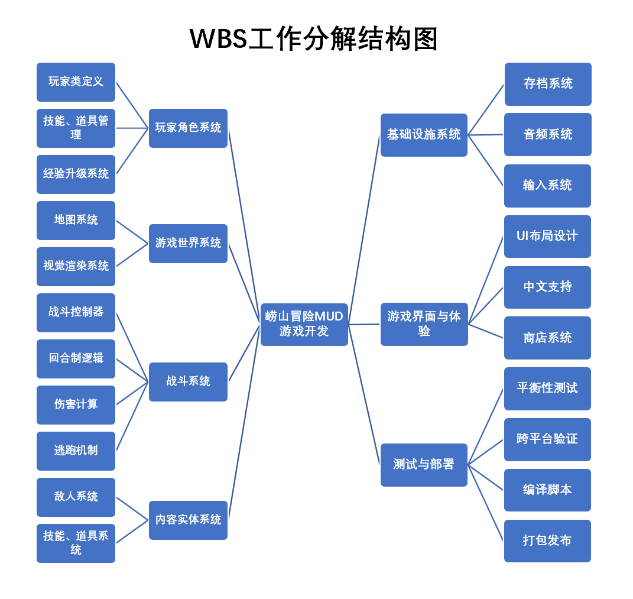 WBS工作分解结构图
玩家类定义
技能、道具管
理
经验升级系统
地图系统
视觉渲染系统
战斗控制器
回合制逻辑
伤害计算
逃跑机制
敌人系统
技能、道具系
统
玩家角色系统
游戏世界系统
战斗系统
内容实体系统
崂山冒险MUD
游戏开发
基础设施系统
游戏界面与体
验
测试与部署
存档系统
音频系统
输入系统
UI布局设计
中文支持
商店系统
平衡性测试
跨平台验证
编译脚本
打包发布